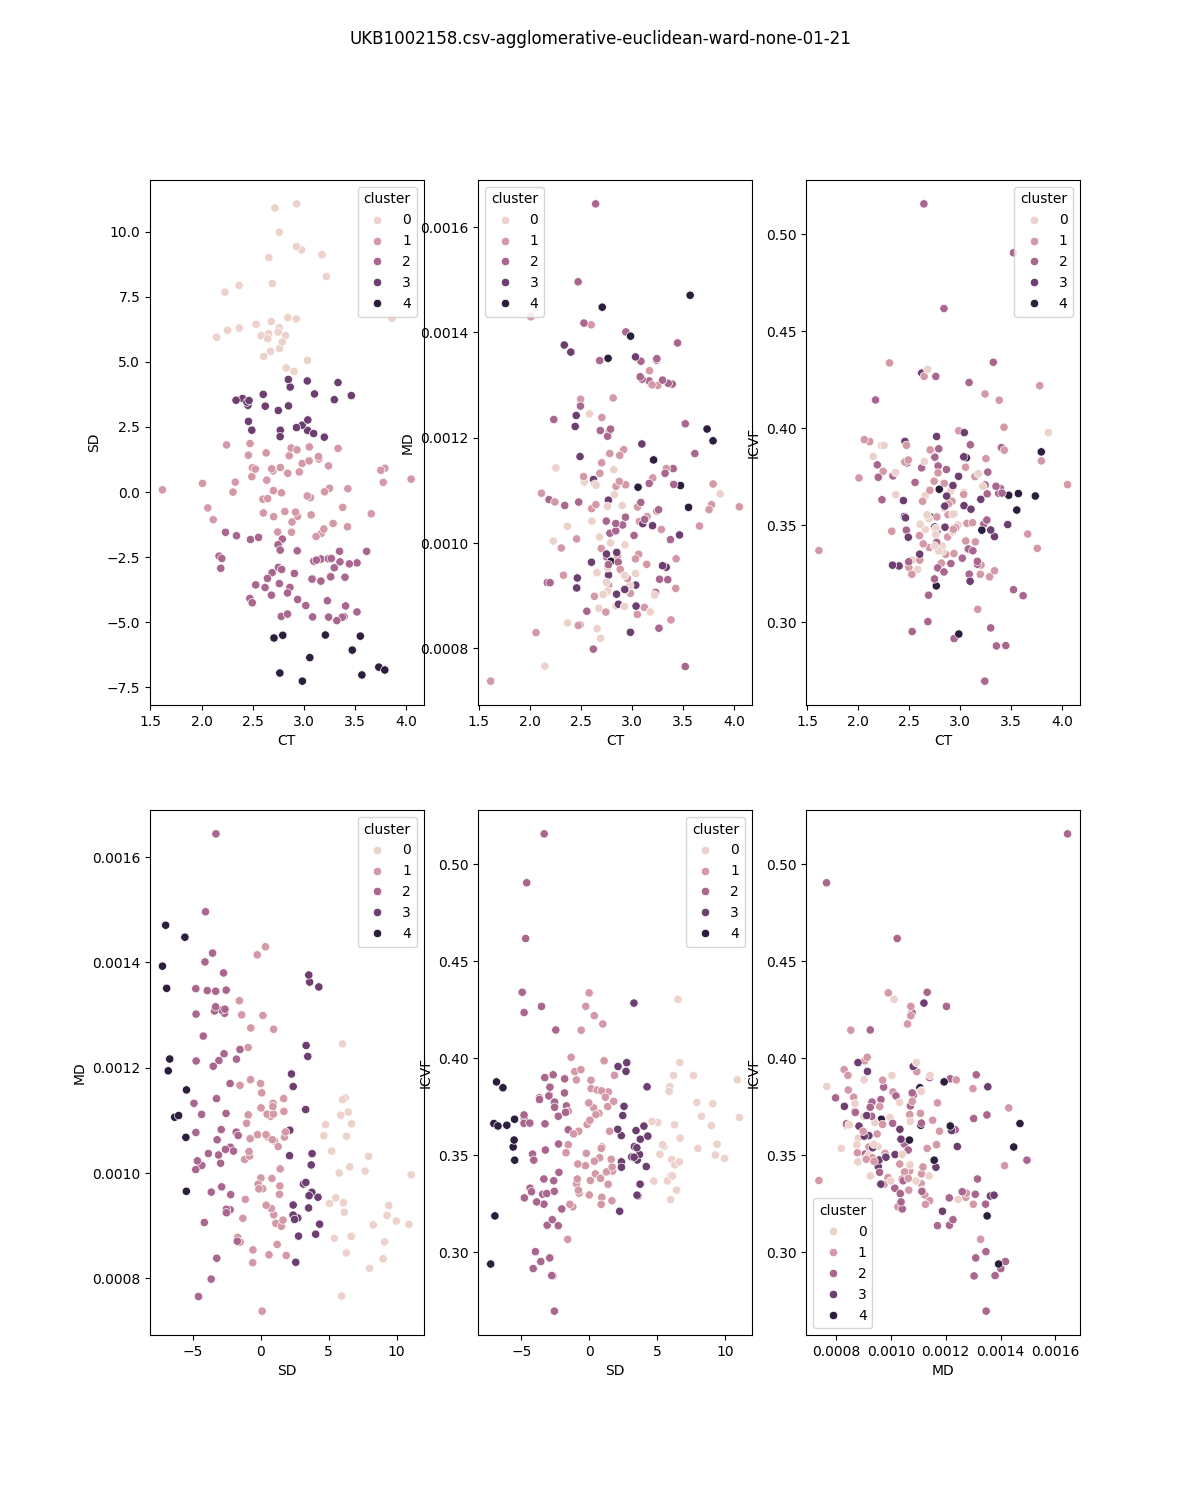 UKB1002158.csv-agglomerative-euclidean-ward-none-01-21
cluster
0
1
2
3
4
10.0
7.5
5.0
2.5
0.0
−2.5
−5.0
−7.5
SD
1.5 2.0 2.5 3.0 3.5 4.0
CT
cluster
0
1
2
3
4
0.0016
0.0014
0.0012
0.0010
0.0008
MD
1.5 2.0 2.5 3.0 3.5 4.0
CT
cluster
0
1
2
3
4
0.50
0.45
0.40
0.35
0.30
ICVF
1.5 2.0 2.5 3.0 3.5 4.0
CT
cluster
0
1
2
3
4
0.0016
0.0014
0.0012
0.0010
0.0008
MD
−5 0 5 10
SD
cluster
0
1
2
3
4
0.50
0.45
0.40
0.35
0.30
ICVF
−5 0 5 10
SD
0.50
0.45
0.40
0.35
0.30
ICVF
cluster
0
1
2
3
4
0.0008 0.0010 0.0012 0.0014 0.0016
MD